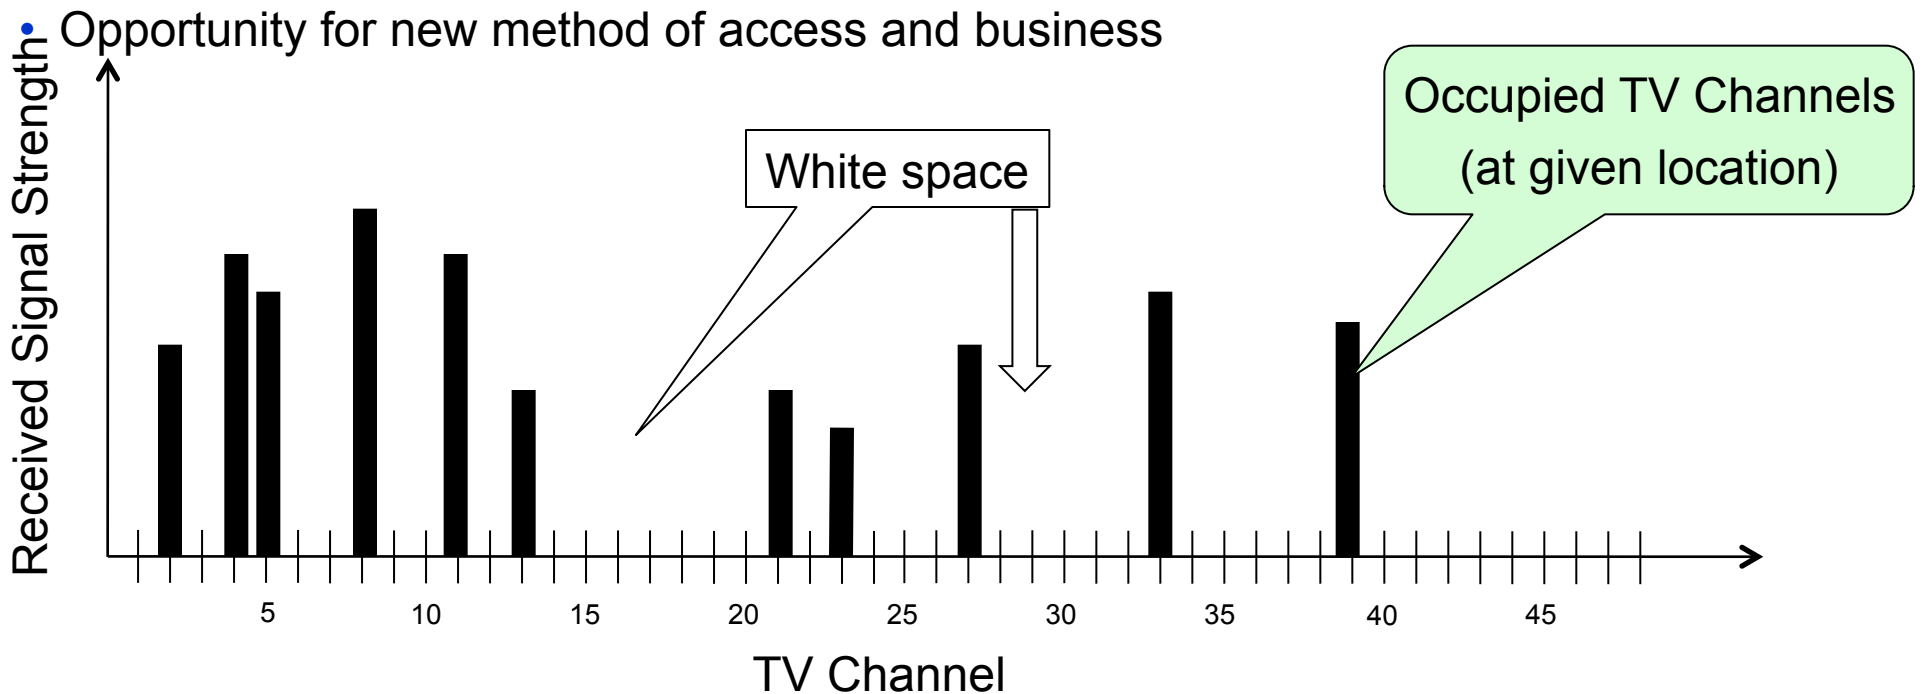 • Opportunity for new method of access and business
Received Signal Strength
White space
Occupied TV Channels
(at given location)
5 10 15 20 25 30 35 40 45
TV Channel